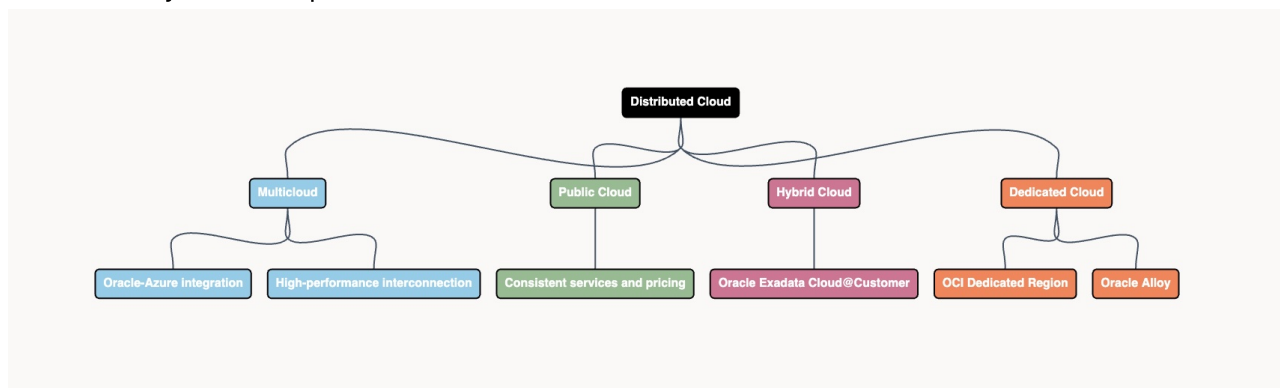 Distributed Cloud
Multicloud
Public Cloud
Hybrid Cloud
Dedicated Cloud
Oracle-Azure integration
High-performance interconnection
Consistent services and pricing
Oracle Exadata Cloud@Customer
OCI Dedicated Region
Oracle Alloy